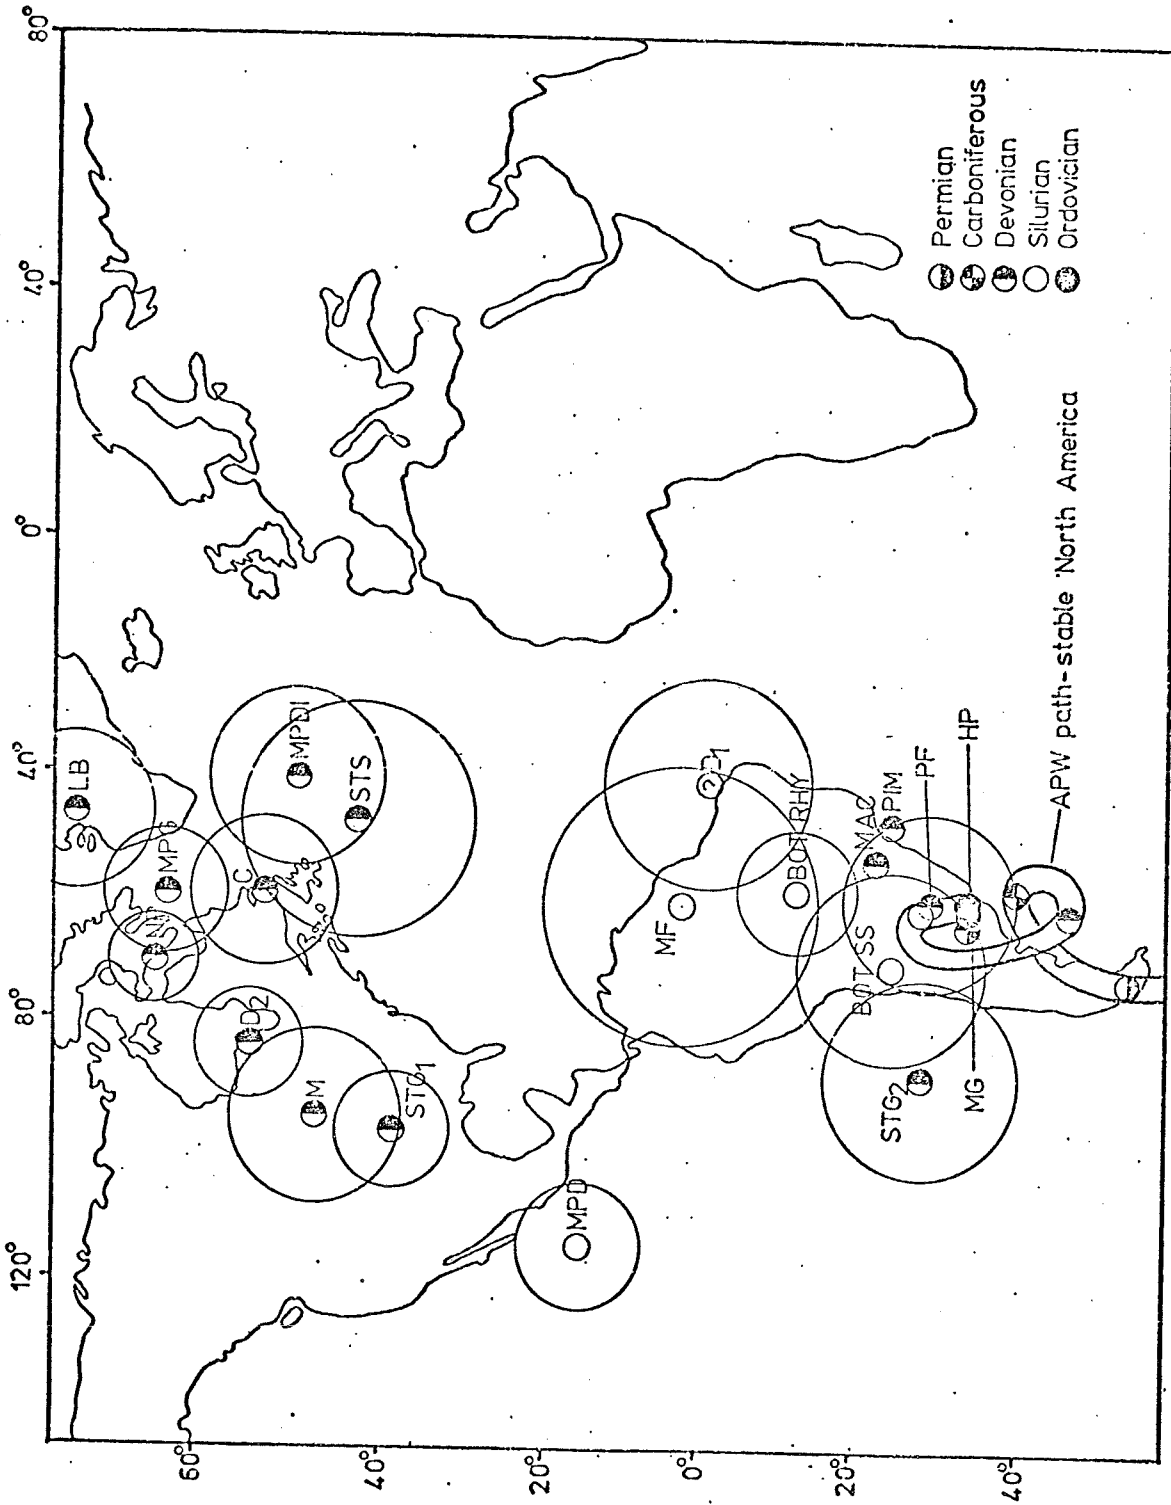 120°
80°
40°
0°
40°
80°
60°
40°
20°
0°
20°
40°
LB
MPDI
STS
C
D2
M
STG1
MPD
MF
BOT RHY
BOT SS
MAC
PIM
PF
HP
MG
STG2
APW path-stable North America
Permian
Carboniferous
Devonian
Silurian
Ordovician